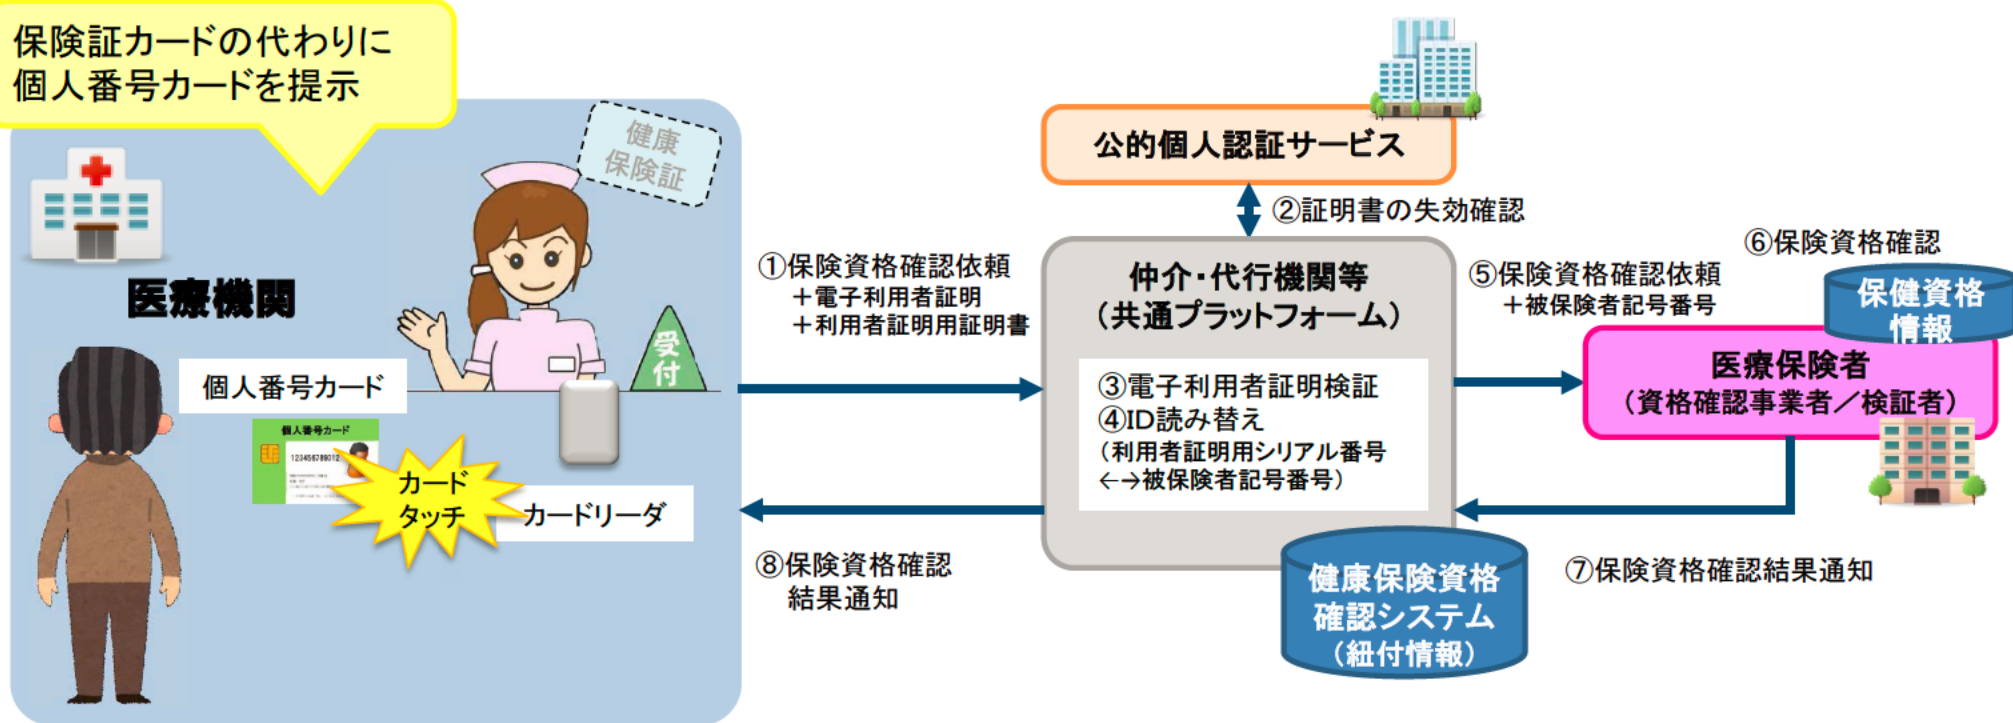 保険証カードの代わりに
個人番号カードを提示
健康
保険証
医療機関
受付
個人番号カード
個人番号カード
123456789012
カード
タッチ
カードリーダ
①保険資格確認依頼
＋電子利用者証明
＋利用者証明用証明書
⑧保険資格確認
結果通知
公的個人認証サービス
②証明書の失効確認
仲介・代行機関等
（共通プラットフォーム）
③電子利用者証明検証
④ID読み替え
（利用者証明用シリアル番号
←→被保険者記号番号）
健康保険資格
確認システム
（紐付情報）
⑤保険資格確認依頼
＋被保険者記号番号
⑥保険資格確認
保健資格
情報
医療保険者
（資格確認事業者／検証者）
⑦保険資格確認結果通知